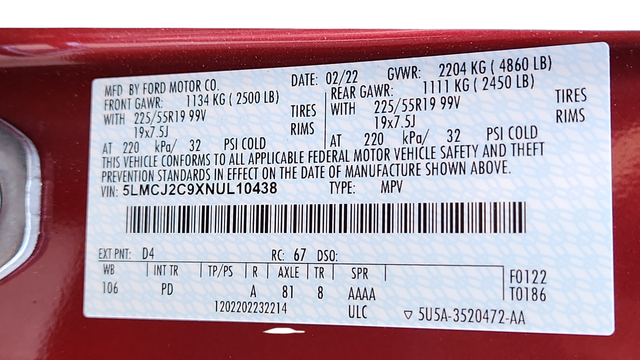 MFD BY FORD MOTOR CO. DATE: 02/22 GVWR: 2204 KG ( 4860 LB)
FRONT GAWR: 1134 KG ( 2500 LB) REAR GAWR: 1111 KG ( 2450 LB)
WITH 225/55R19 99V TIRES WITH 225/55R19 99V TIRES
19x7.5J RIMS 19x7.5J RIMS
AT 220 kPa/ 32 PSI COLD AT 220 kPa/ 32 PSI COLD
THIS VEHICLE CONFORMS TO ALL APPLICABLE FEDERAL MOTOR VEHICLE SAFETY AND THEFT
PREVENTION STANDARDS IN EFFECT ON THE DATE OF MANUFACTURE SHOWN ABOVE.
VIN: 5LMCJ2C9XNUL10438 TYPE: MPV
EXT PNT: D4 RC: 67 DSO:
WB INT TR TP/PS R AXLE TR SPR F0122
106 PD A 81 8 AAAA T0186
1202202232214 ULC ▽ 5U5A-3520472-AA